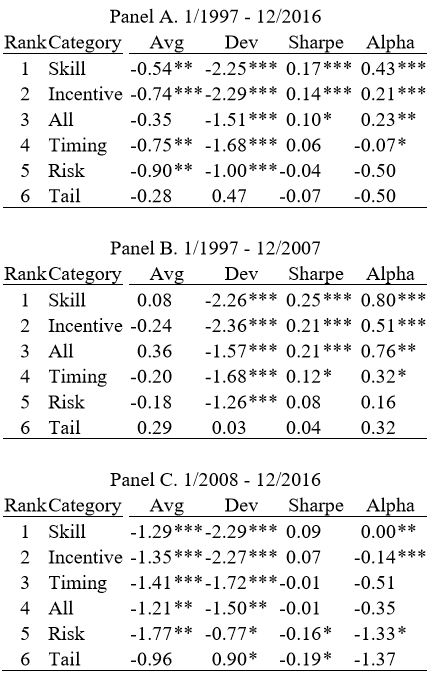 Panel A. 1/1997 - 12/2016
Rank Category Avg Dev Sharpe Alpha
1 Skill -0.54** -2.25*** 0.17*** 0.43***
2 Incentive -0.74*** -2.29*** 0.14*** 0.21***
3 All -0.35 -1.51*** 0.10* 0.23**
4 Timing -0.75** -1.68*** 0.06 -0.07*
5 Risk -0.90** -1.00*** -0.04 -0.50
6 Tail -0.28 0.47 -0.07 -0.50
Panel B. 1/1997 - 12/2007
Rank Category Avg Dev Sharpe Alpha
1 Skill 0.08 -2.26*** 0.25*** 0.80***
2 Incentive -0.24 -2.36*** 0.21*** 0.51***
3 All 0.36 -1.57*** 0.21*** 0.76**
4 Timing -0.20 -1.68*** 0.12* 0.32*
5 Risk -0.18 -1.26*** 0.08 0.16
6 Tail 0.29 0.03 0.04 0.32
Panel C. 1/2008 - 12/2016
Rank Category Avg Dev Sharpe Alpha
1 Skill -1.29*** -2.29*** 0.09 0.00**
2 Incentive -1.35*** -2.27*** 0.07 -0.14***
3 Timing -1.41*** -1.72*** -0.01 -0.51
4 All -1.21** -1.50** -0.01 -0.35
5 Risk -1.77** -0.77* -0.16* -1.33*
6 Tail -0.96 0.90* -0.19* -1.37